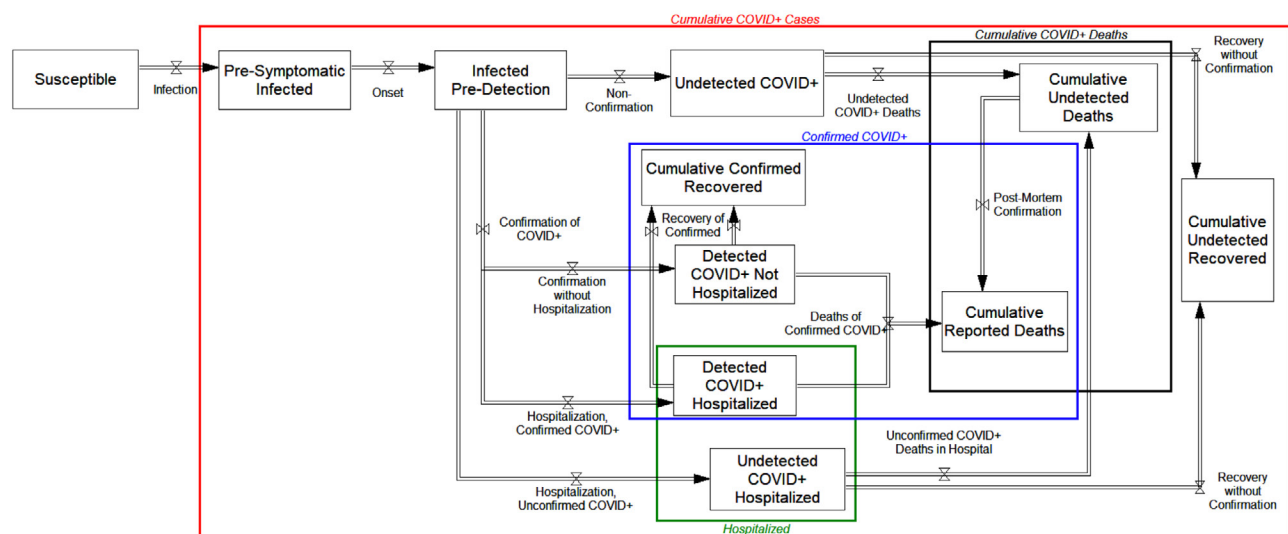 Cumulative COVID+ Cases
Susceptible
Infection
Pre-Symptomatic
Infected
Onset
Infected
Pre-Detection
Non-
Confirmation
Undetected COVID+
Undetected
COVID+ Deaths
Cumulative COVID+ Deaths
Cumulative
Undetected
Deaths
Recovery
without
Confirmation
Confirmed COVID+
Cumulative Confirmed
Recovered
Recovery of
Confirmed
Post-Mortem
Confirmation
Cumulative
Undetected
Recovered
Confirmation of
COVID+
Confirmation
without
Hospitalization
Detected
COVID+ Not
Hospitalized
Deaths of
Confirmed COVID+
Cumulative
Reported Deaths
Detected
COVID+
Hospitalized
Hospitalization,
Confirmed COVID+
Unconfirmed COVID+
Deaths in Hospital
Undetected
COVID+
Hospitalized
Hospitalization,
Unconfirmed COVID+
Recovery
without
Confirmation
Hospitalized